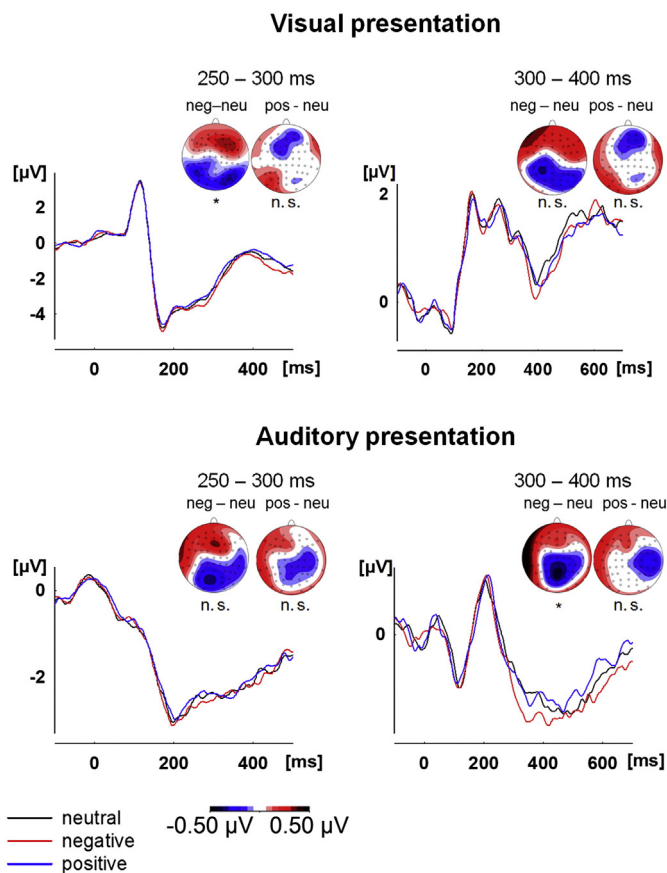 Visual presentation
250 – 300 ms
neg–neu pos - neu
*
n. s.
[µV]
2
0
-2
-4
0 200 400 [ms]
300 – 400 ms
neg – neu pos - neu
n. s. n. s.
[µV]
2
0
0 200 400 600 [ms]
Auditory presentation
250 – 300 ms
neg – neu pos - neu
n. s. n. s.
[µV]
0
-2
0 200 400 [ms]
300 – 400 ms
neg – neu pos - neu
* n. s.
[µV]
0
0 200 400 600 [ms]
neutral
negative
positive
-0.50 µV 0.50 µV